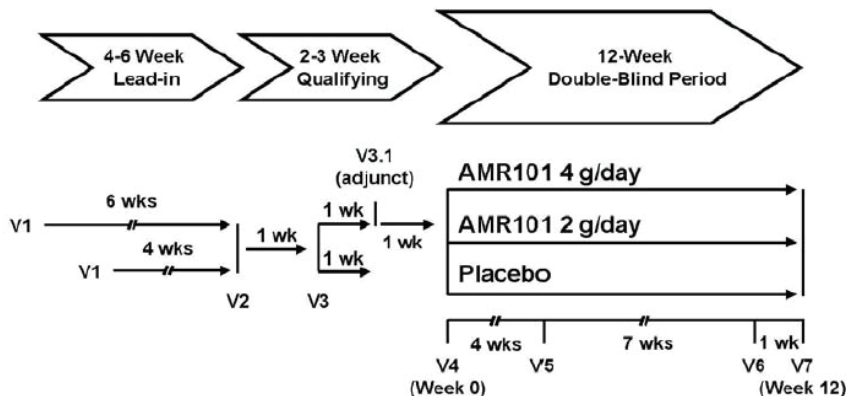 4-6 Week
Lead-in
2-3 Week
Qualifying
12-Week
Double-Blind Period
V3.1
(adjunct)
6 wks
V1
4 wks
V1
1 wk
V2
1 wk
1 wk
V3
1 wk
AMR101 4 g/day
AMR101 2 g/day
Placebo
4 wks
7 wks
1 wk
V4
(Week 0)
V5
V6
V7
(Week 12)